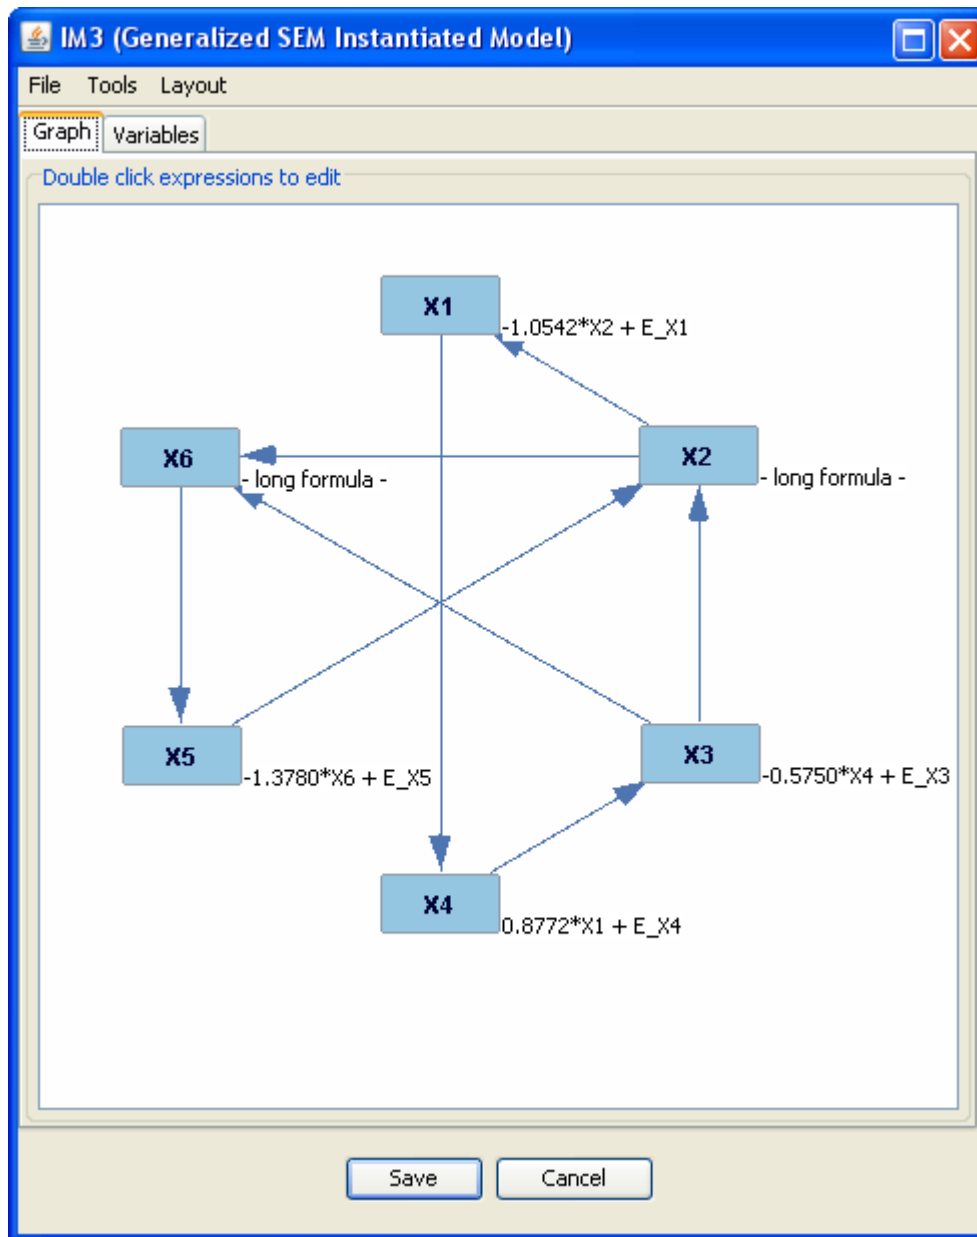 IM3 (Generalized SEM Instantiated Model)
File Tools Layout
Graph Variables
Double click expressions to edit
X1
-1.0542*X2 + E_X1
X6
- long formula -
X2
- long formula -
X5
-1.3780*X6 + E_X5
X3
-0.5750*X4 + E_X3
X4
0.8772*X1 + E_X4
Save Cancel